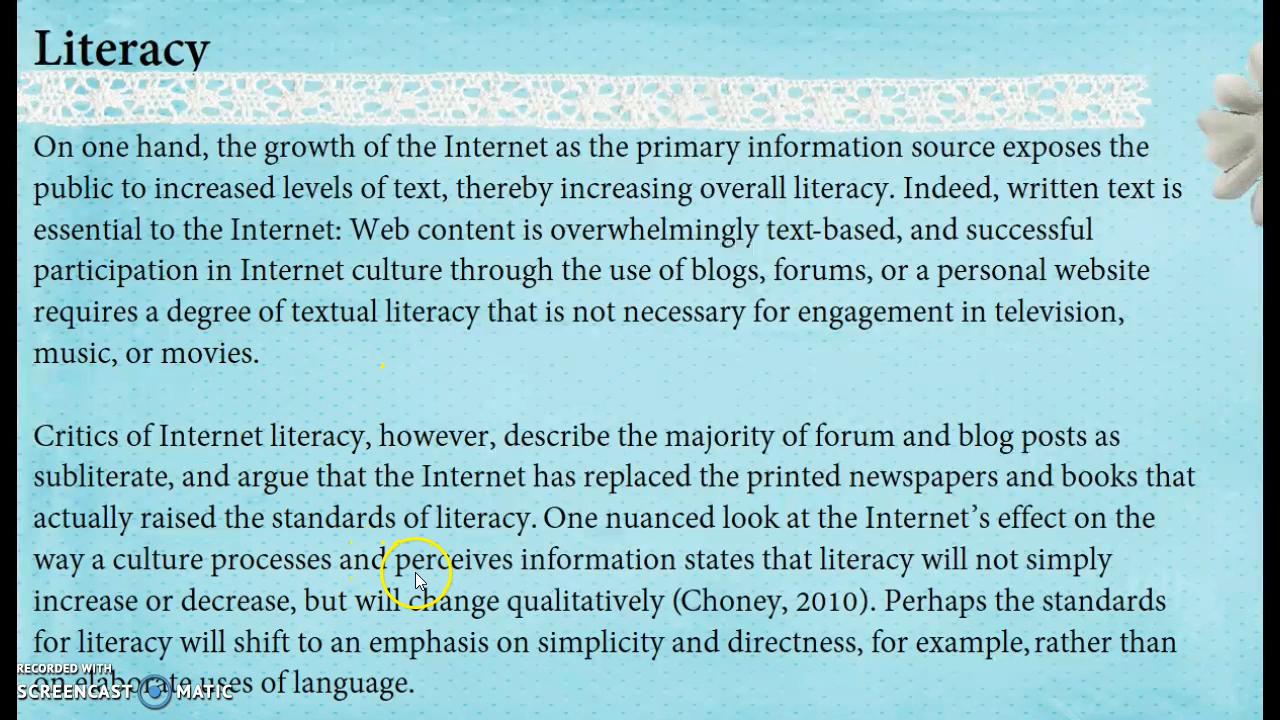 Literacy
On one hand, the growth of the Internet as the primary information source exposes the
public to increased levels of text, thereby increasing overall literacy. Indeed, written text is
essential to the Internet: Web content is overwhelmingly text-based, and successful
participation in Internet culture through the use of blogs, forums, or a personal website
requires a degree of textual literacy that is not necessary for engagement in television,
music, or movies.
Critics of Internet literacy, however, describe the majority of forum and blog posts as
subliterate, and argue that the Internet has replaced the printed newspapers and books that
actually raised the standards of literacy. One nuanced look at the Internet’s effect on the
way a culture processes and perceives information states that literacy will not simply
increase or decrease, but will change qualitatively (Choney, 2010). Perhaps the standards
for literacy will shift to an emphasis on simplicity and directness, for example, rather than
on elaborate uses of language.
RECORDED WITH
SCREENCAST MATIC